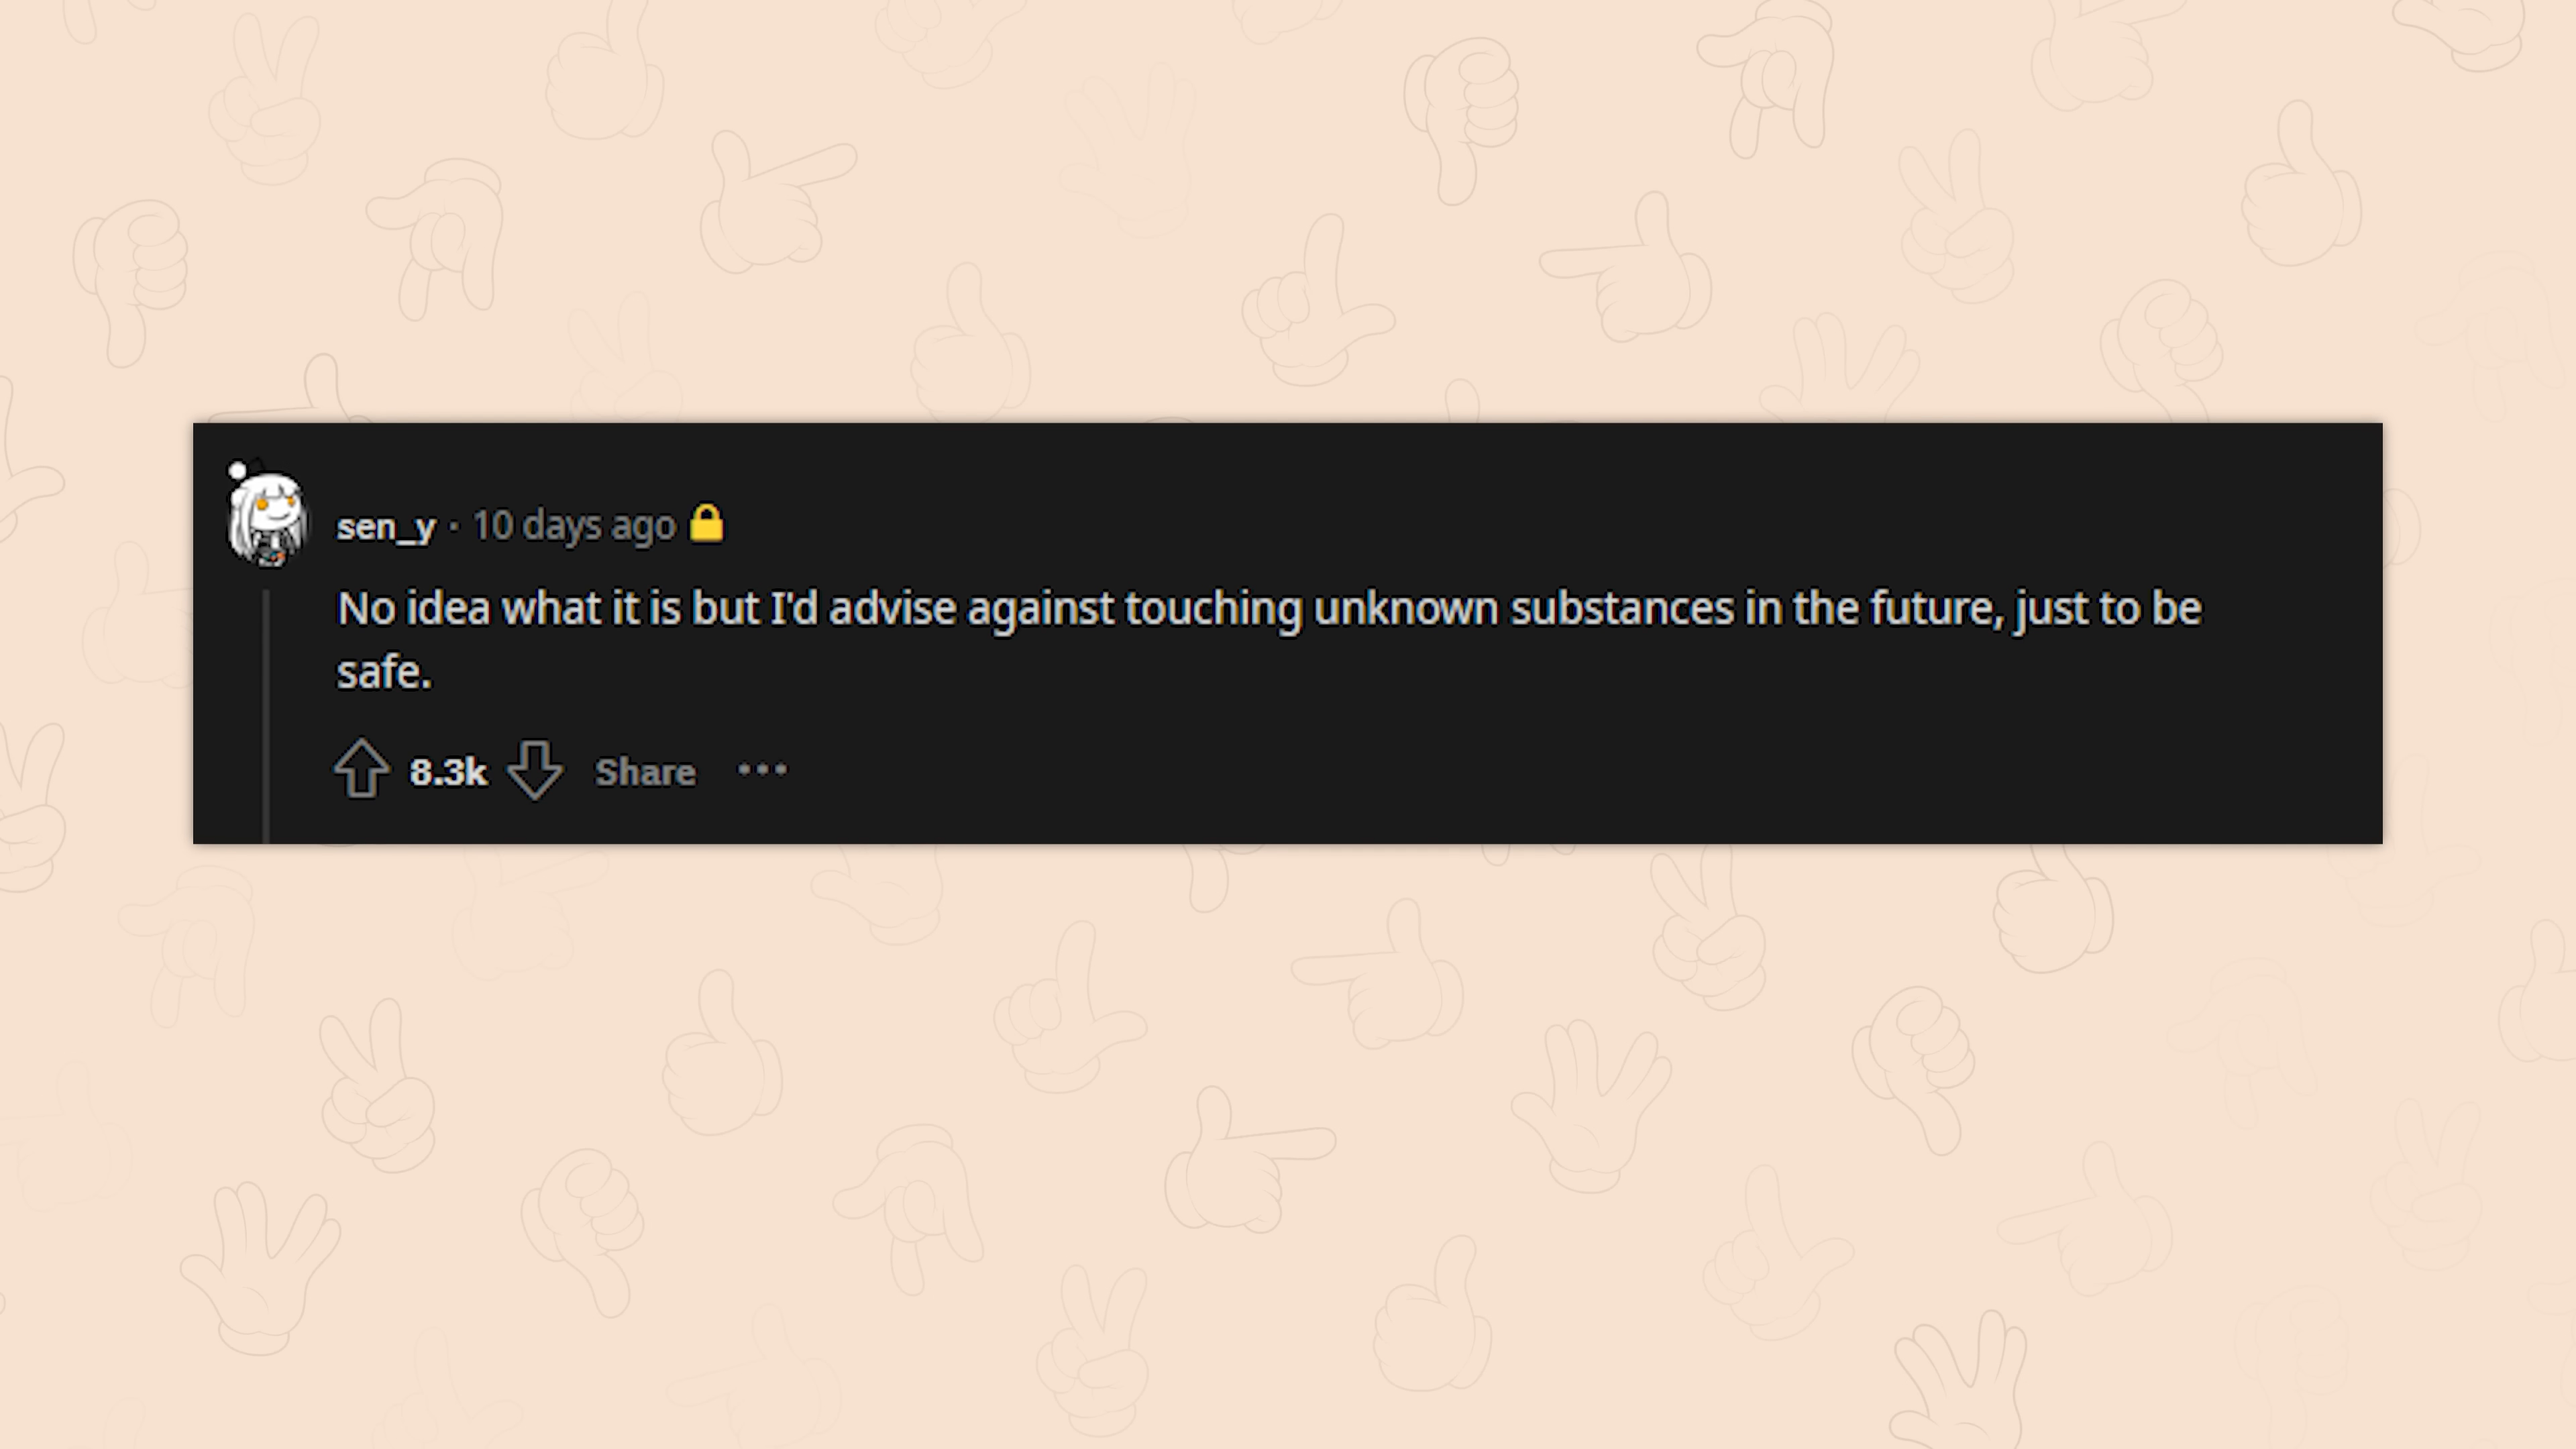 sen_y · 10 days ago
No idea what it is but I'd advise against touching unknown substances in the future, just to be
safe.
8.3k Share ···